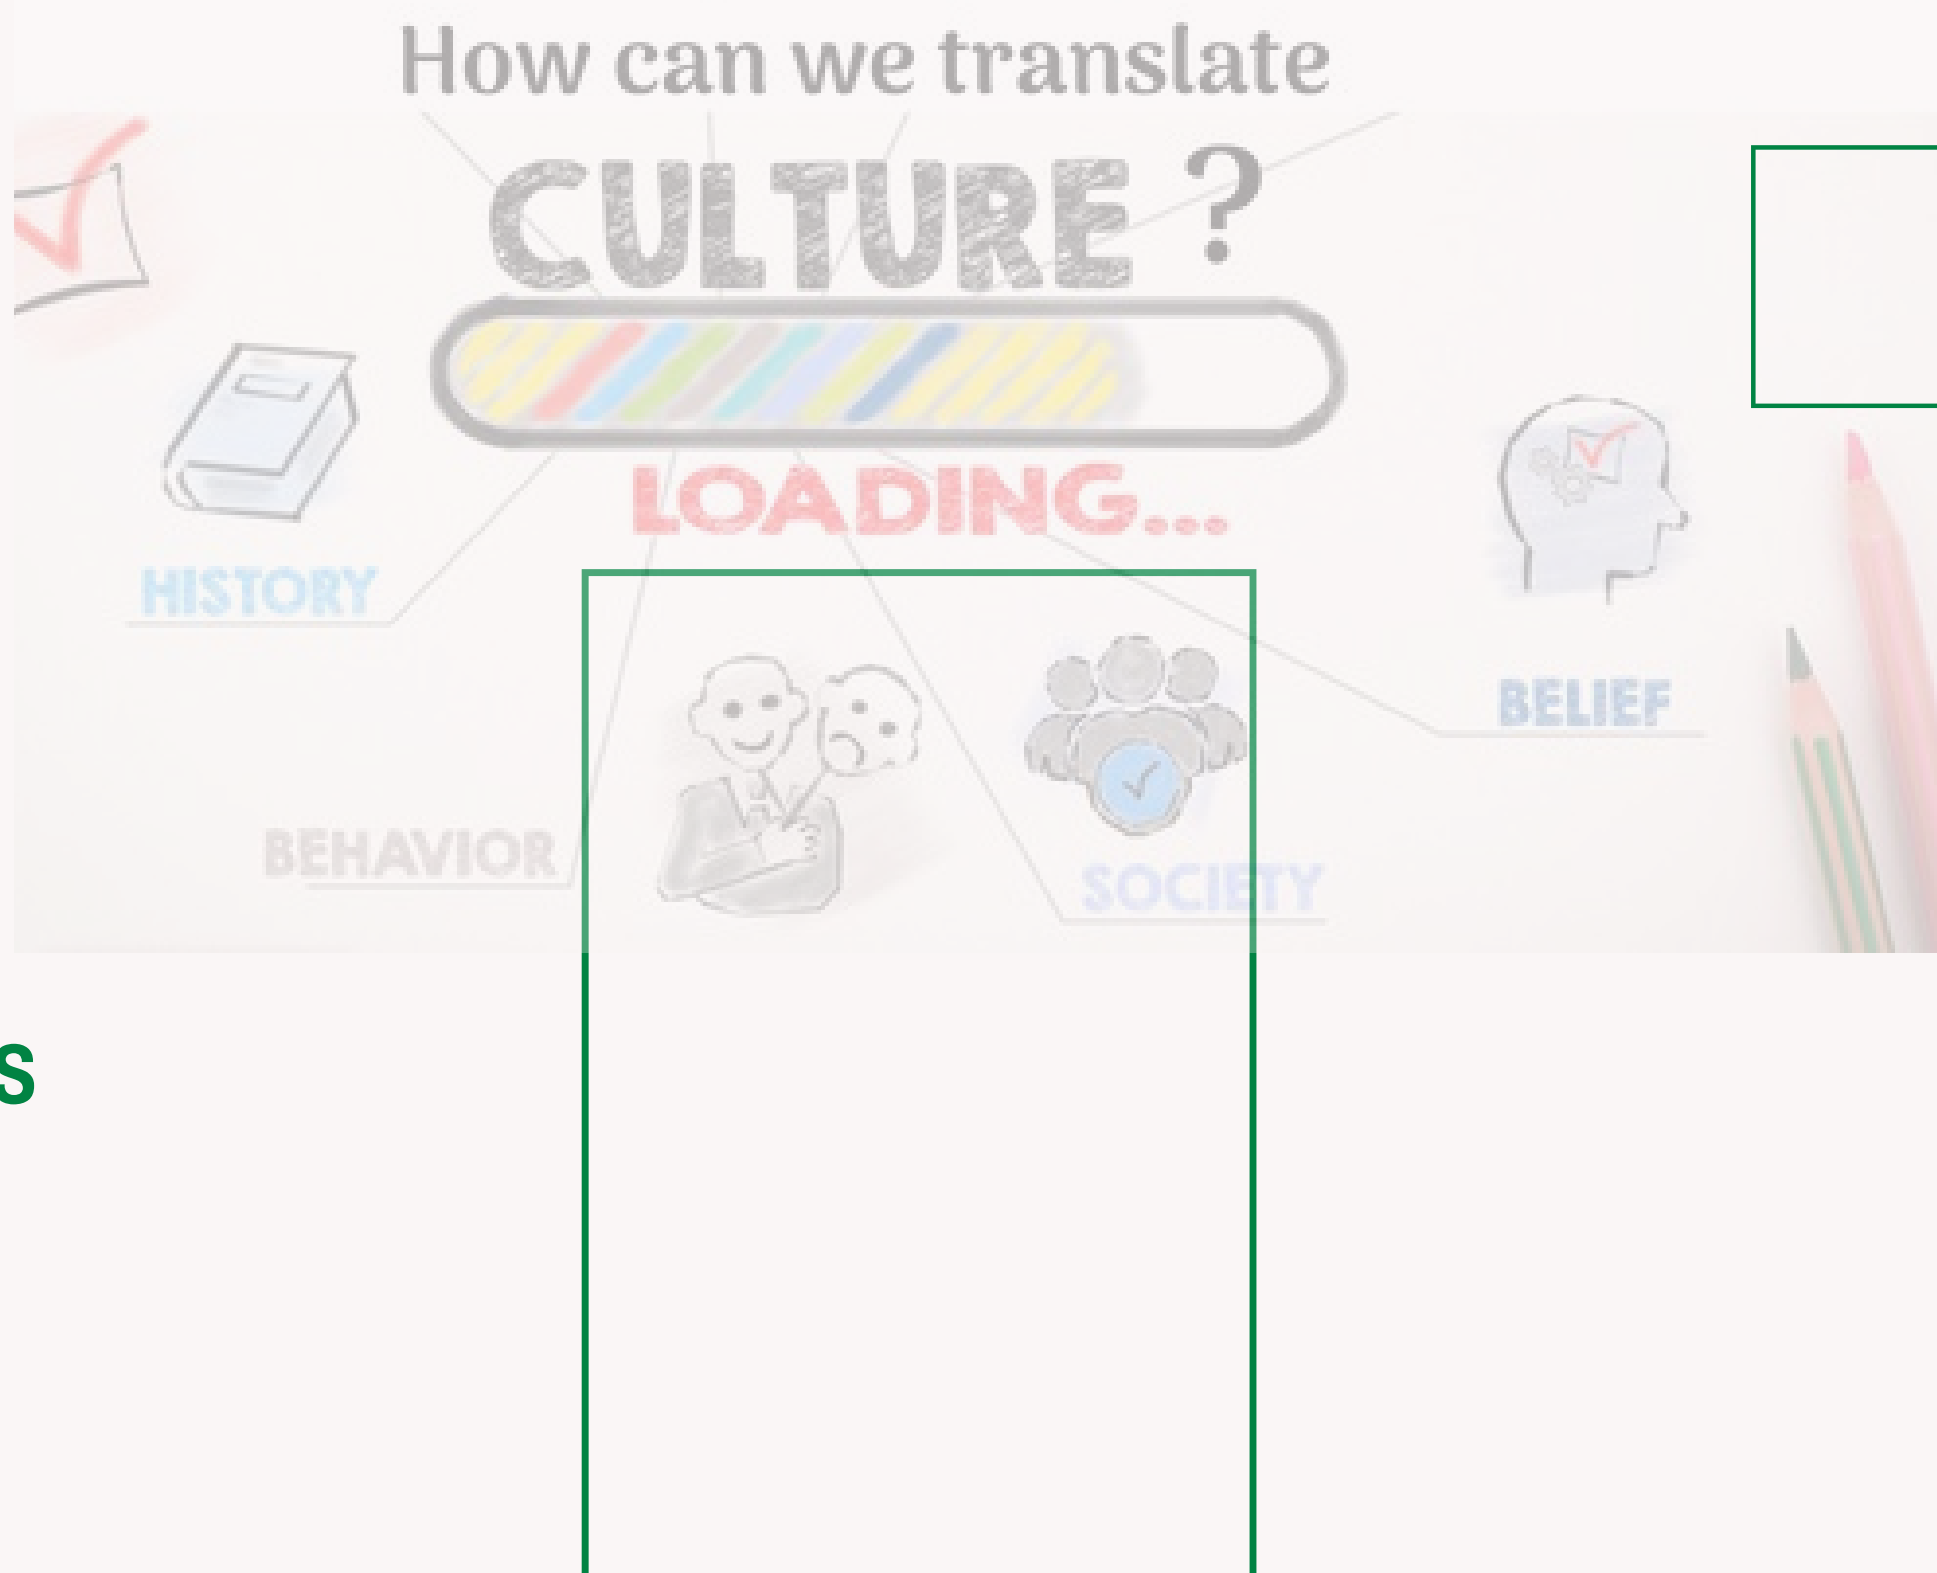 How can we translate
CULTURE ?
LOADING...
HISTORY
BELIEF
BEHAVIOR
SOCIETY
S